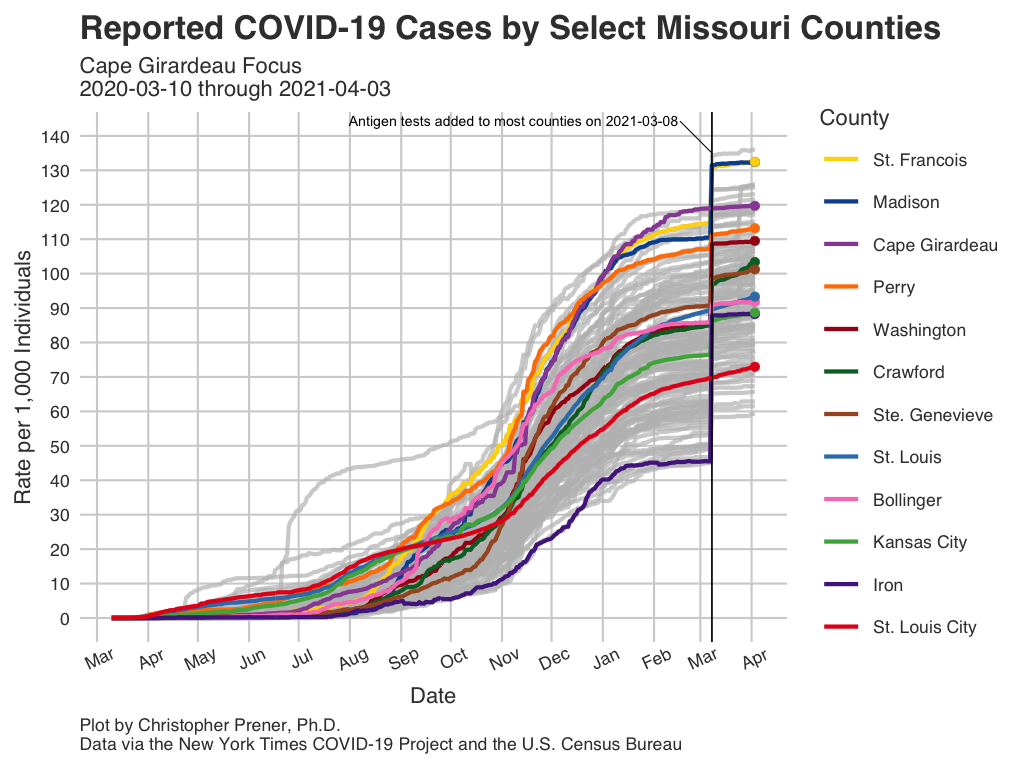 Reported COVID-19 Cases by Select Missouri Counties
Cape Girardeau Focus
2020-03-10 through 2021-04-03
Antigen tests added to most counties on 2021-03-08
Rate per 1,000 Individuals
140
130
120
110
100
90
80
70
60
50
40
30
20
10
0
Mar Apr May Jun Jul Aug Sep Oct Nov Dec Jan Feb Mar Apr
Date
County
St. Francois
Madison
Cape Girardeau
Perry
Washington
Crawford
Ste. Genevieve
St. Louis
Bollinger
Kansas City
Iron
St. Louis City
Plot by Christopher Prener, Ph.D.
Data via the New York Times COVID-19 Project and the U.S. Census Bureau